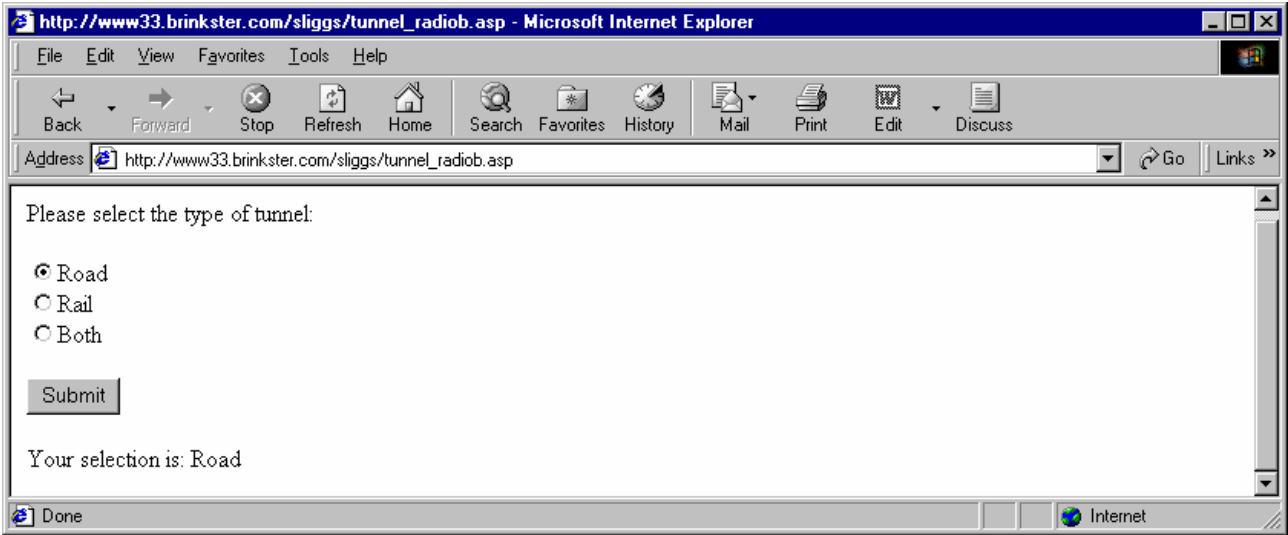 http://www33.brinkster.com/sliggs/tunnel_radiob.asp - Microsoft Internet Explorer
File Edit View Favorites Tools Help
Back Forward Stop Refresh Home Search Favorites History Mail Print Edit Discuss
Address http://www33.brinkster.com/sliggs/tunnel_radiob.asp Go Links »
Please select the type of tunnel:
Road
Rail
Both
Submit
Your selection is: Road
Done Internet